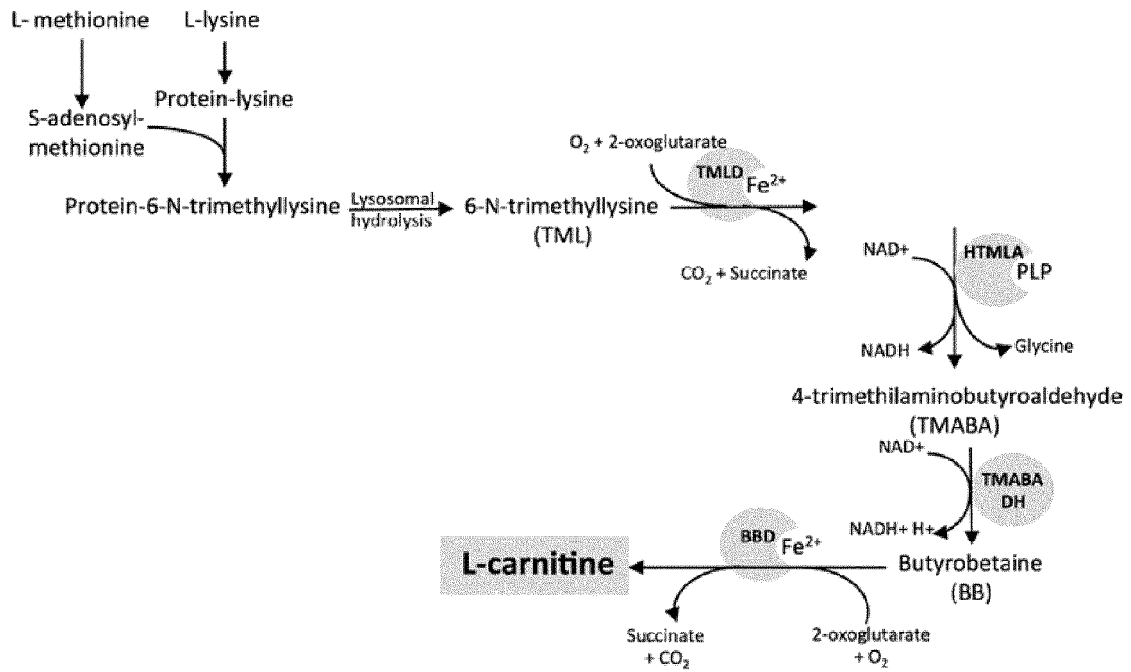 L- methionine
L-lysine
Protein-lysine
S-adenosyl-
methionine
O₂ + 2-oxoglutarate
TMLD
Fe²⁺
Protein-6-N-trimethyllysine
Lysosomal
hydrolysis
6-N-trimethyllysine
(TML)
CO₂ + Succinate
NAD+
HTMLA
PLP
NADH
Glycine
4-trimethilaminobutyroaldehyde
(TMABA)
NAD+
TMABA
DH
NADH+ H+
BBD
Fe²⁺
L-carnitine
Butyrobetaine
(BB)
Succinate
+ CO₂
2-oxoglutarate
+ O₂